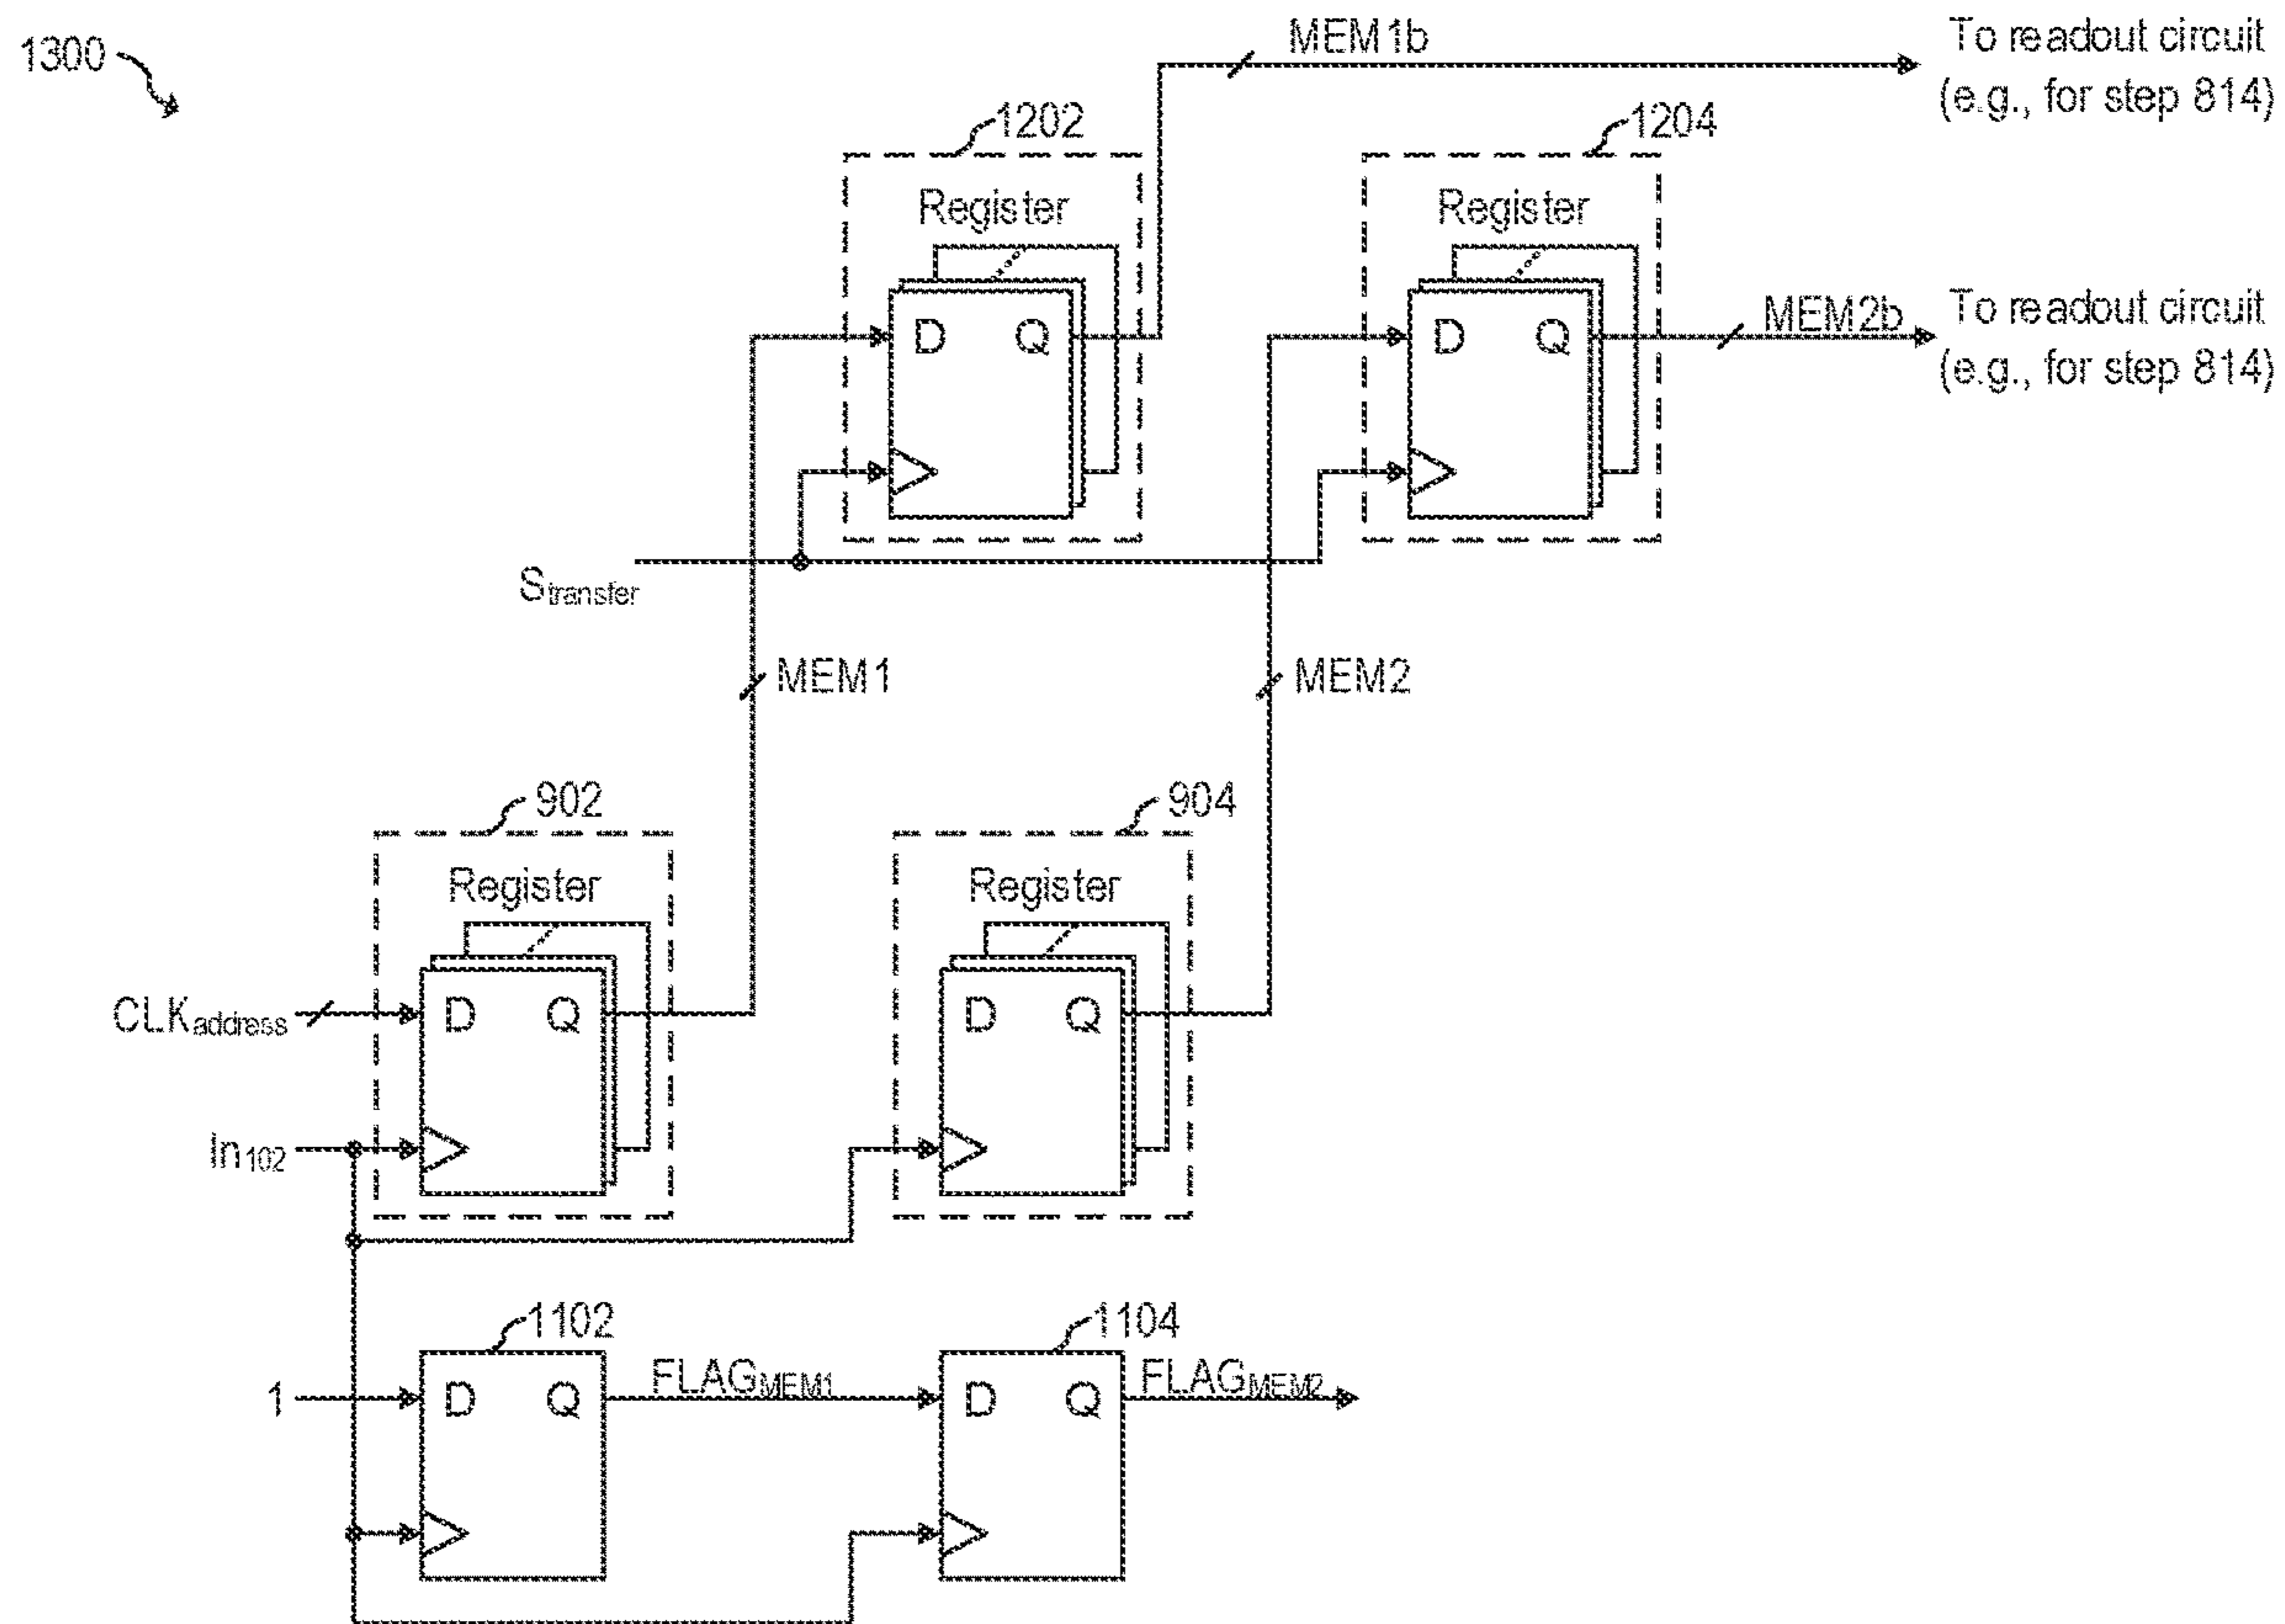 1300
MEM1b
To readout circuit
(e.g., for step 814)
1202
1204
Register
Register
D Q
D Q
MEM2b
To readout circuit
(e.g., for step 814)
Stransfer
MEM1
MEM2
902
904
Register
Register
CLKaddress
D Q
D Q
In102
1102
1104
1
D Q
FLAGMEM1
D Q
FLAGMEM2